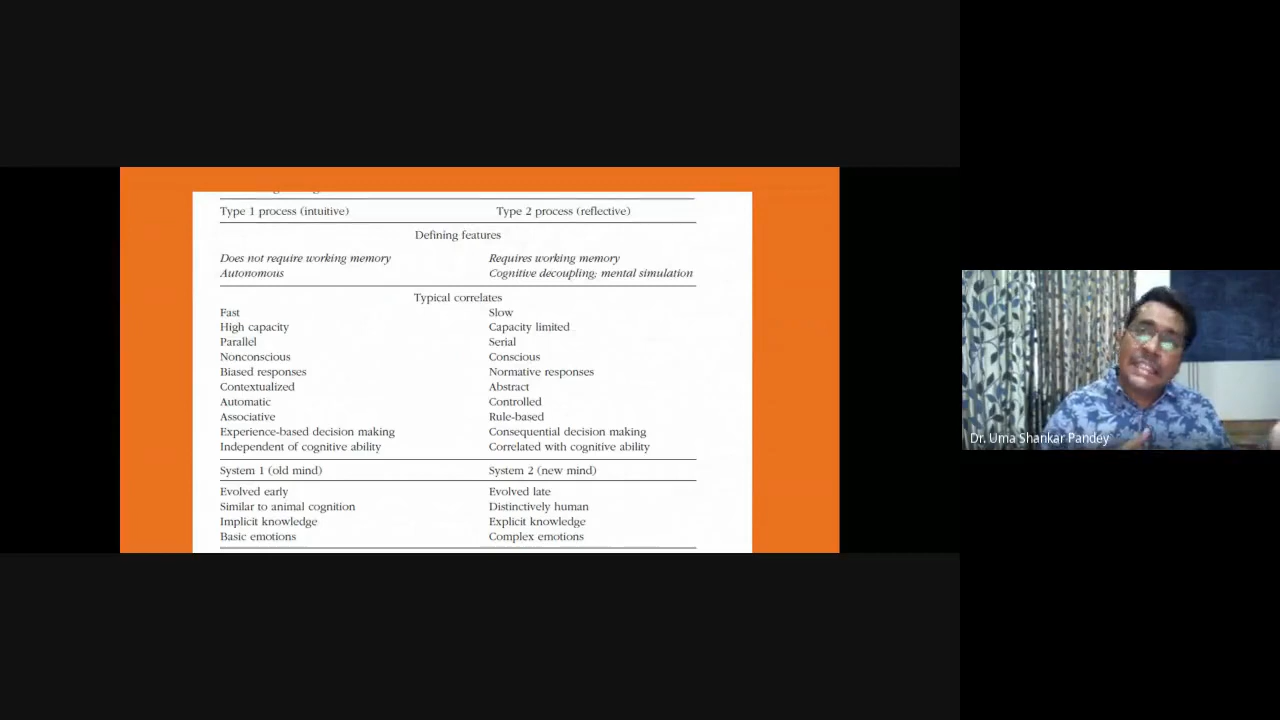 Type 1 process (intuitive) Type 2 process (reflective)
Defining features
Does not require working memory Requires working memory
Autonomous Cognitive decoupling; mental simulation
Typical correlates
Fast Slow
High capacity Capacity limited
Parallel Serial
Nonconscious Conscious
Biased responses Normative responses
Contextualized Abstract
Automatic Controlled
Associative Rule-based
Experience-based decision making Consequential decision making
Independent of cognitive ability Correlated with cognitive ability
System 1 (old mind) System 2 (new mind)
Evolved early Evolved late
Similar to animal cognition Distinctively human
Implicit knowledge Explicit knowledge
Basic emotions Complex emotions
Dr. Uma Shankar Pandey